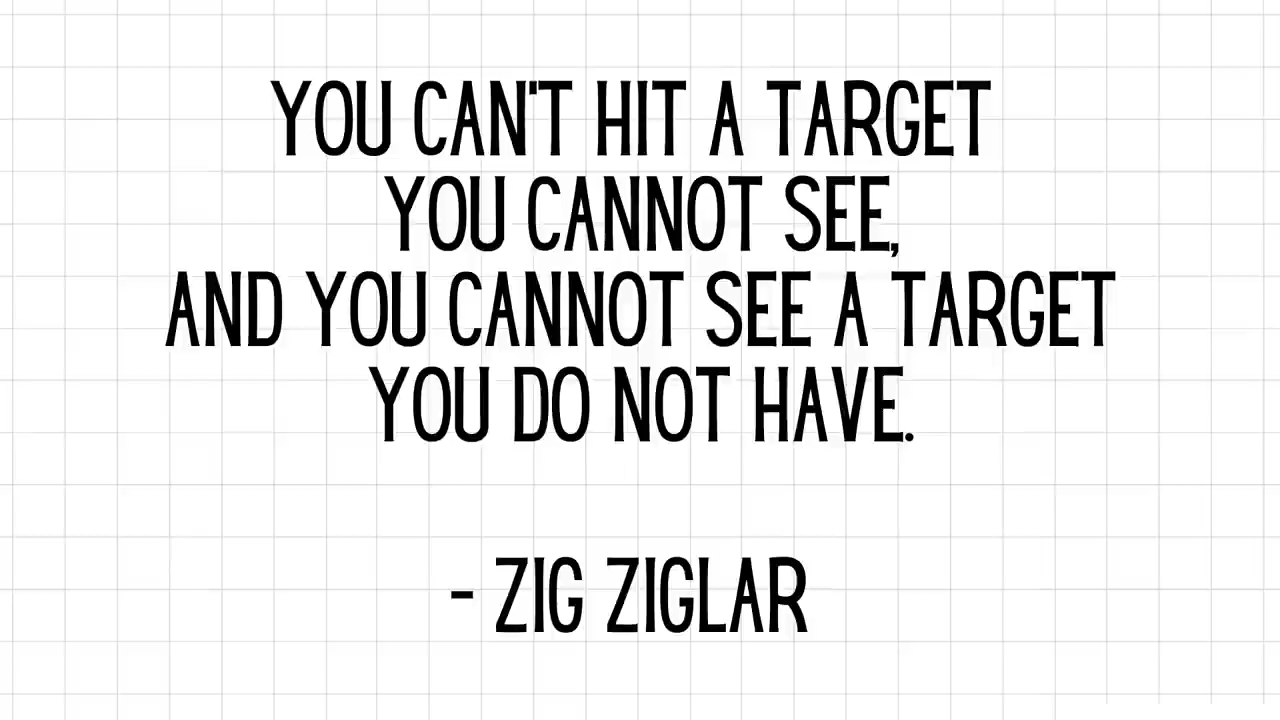 YOU CAN'T HIT A TARGET
YOU CANNOT SEE,
AND YOU CANNOT SEE A TARGET
YOU DO NOT HAVE.
- ZIG ZIGLAR